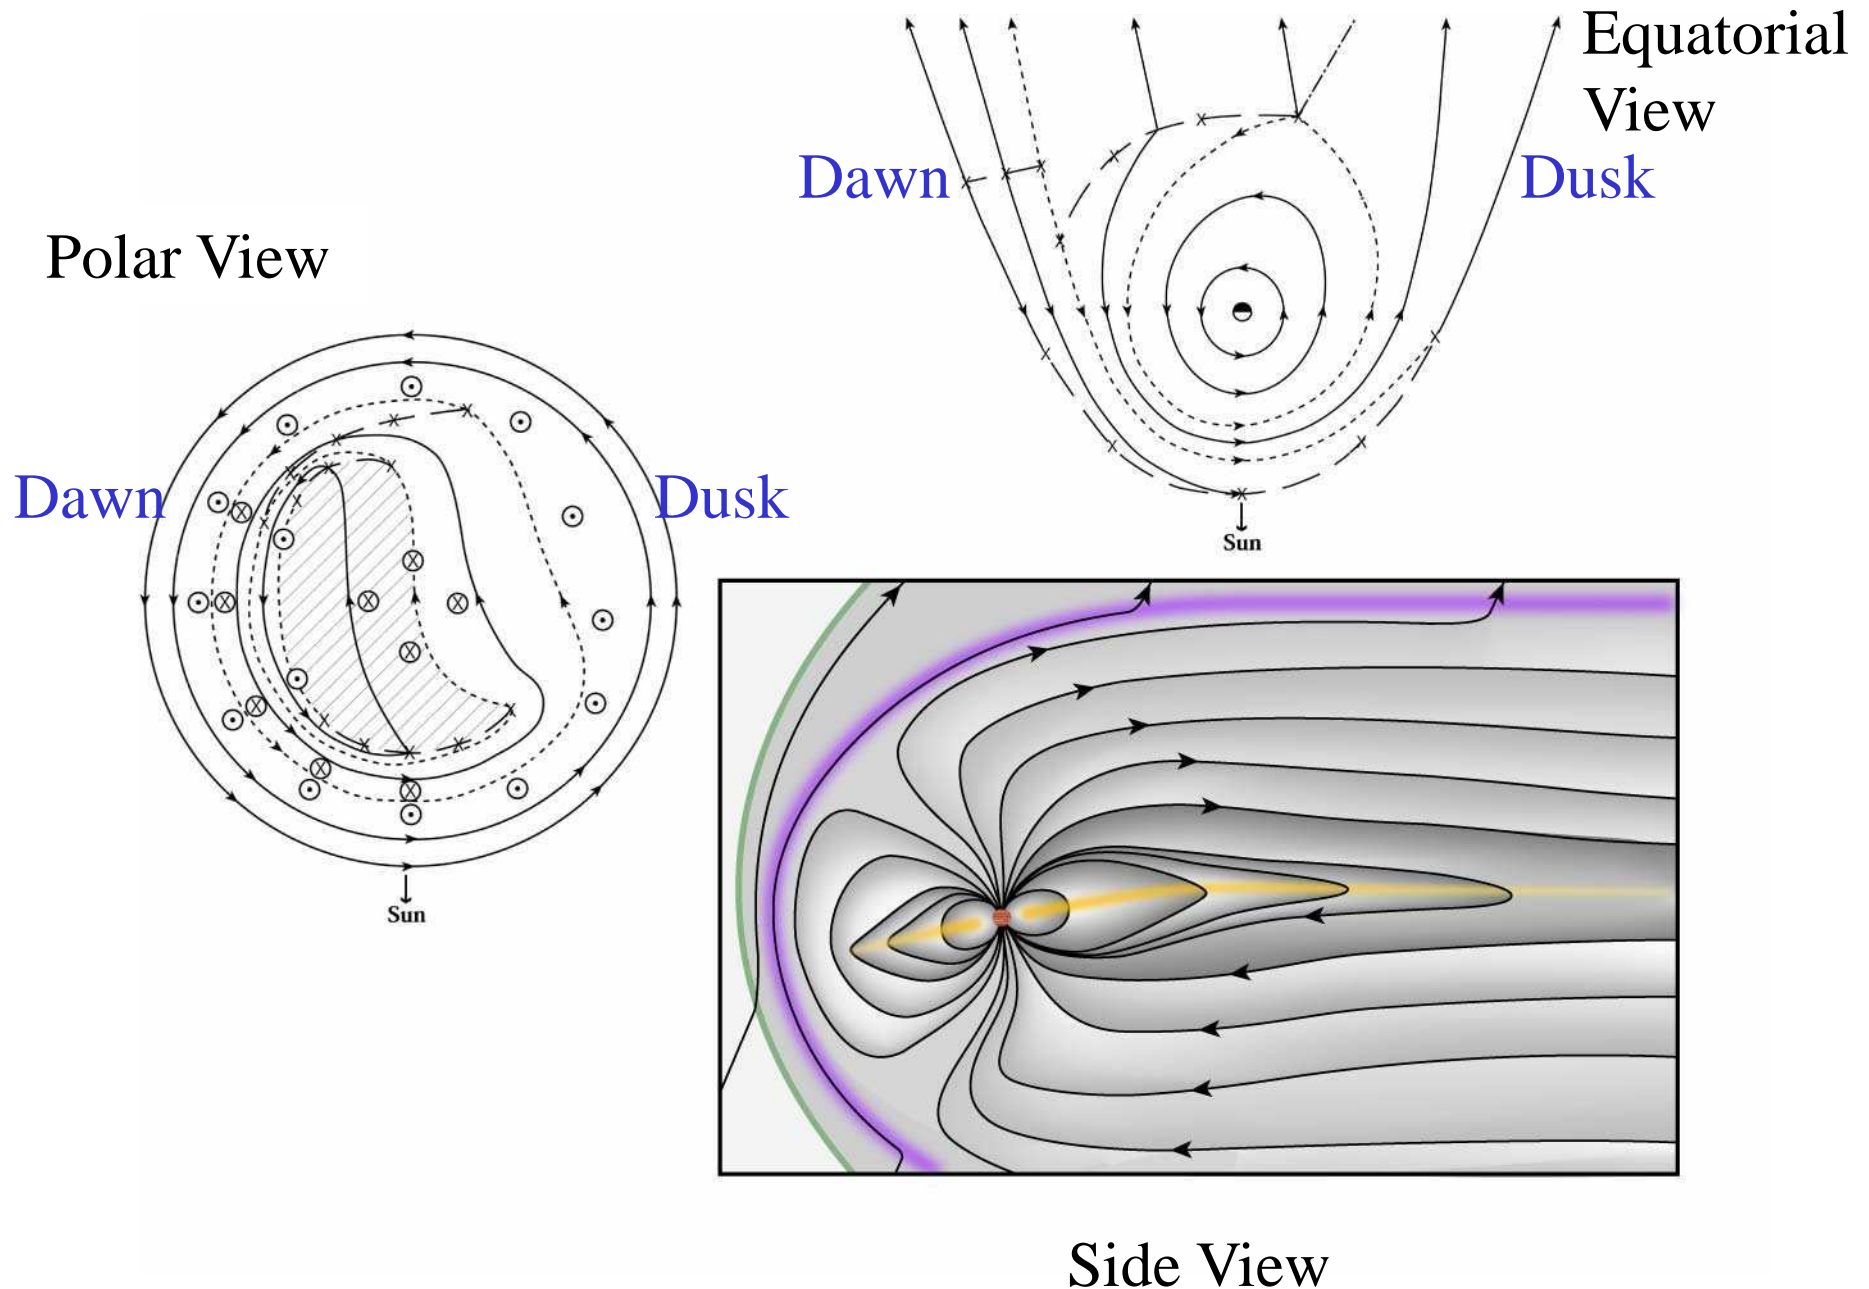 Equatorial
View
Dawn
Dusk
Sun
Polar View
Dawn
Dusk
Sun
Side View